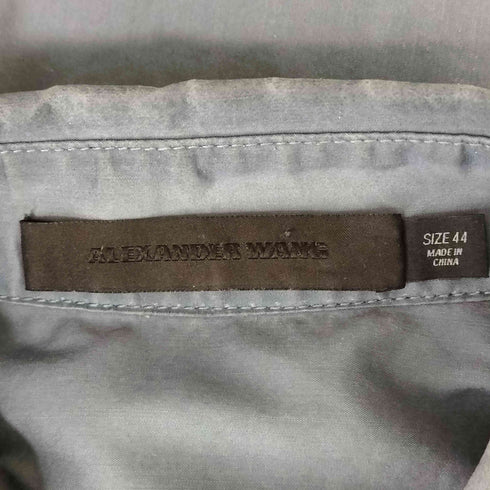 ALEXANDER WANG
SIZE 44
MADE IN
CHINA